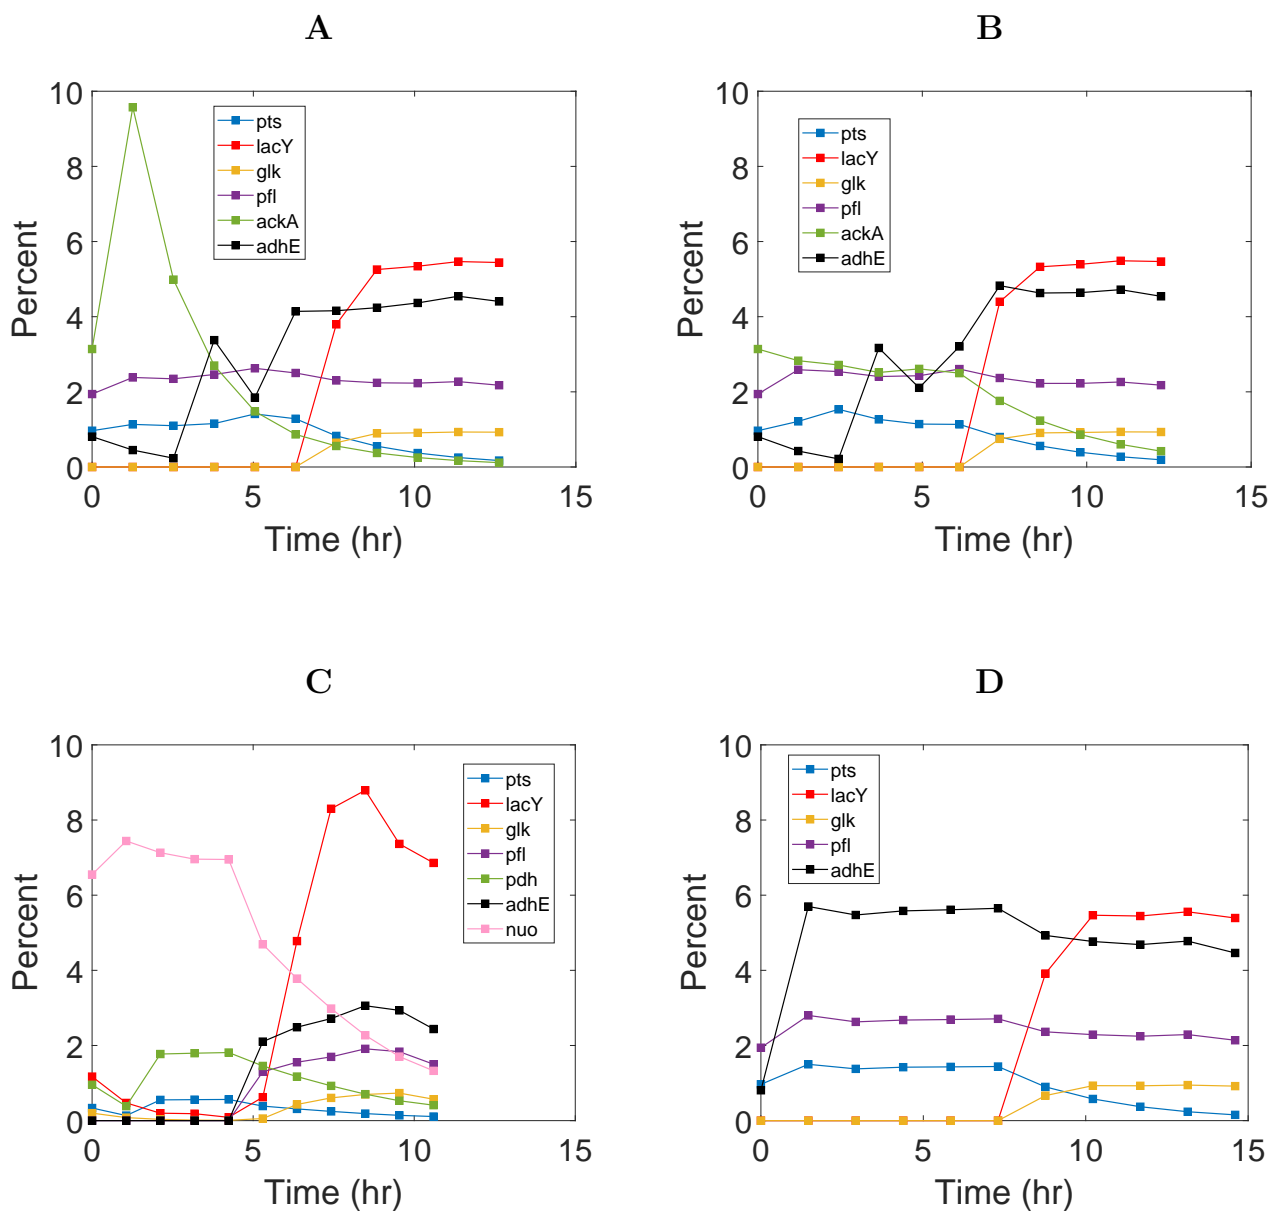 A
10
8
6
4
2
0
Percent
0 5 10 15
Time (hr)
pts
lacY
glk
pfl
ackA
adhE
B
10
8
6
4
2
0
Percent
0 5 10 15
Time (hr)
pts
lacY
glk
pfl
ackA
adhE
C
10
8
6
4
2
0
Percent
0 5 10 15
Time (hr)
pts
lacY
glk
pfl
pdh
adhE
nuo
D
10
8
6
4
2
0
Percent
0 5 10 15
Time (hr)
pts
lacY
glk
pfl
adhE